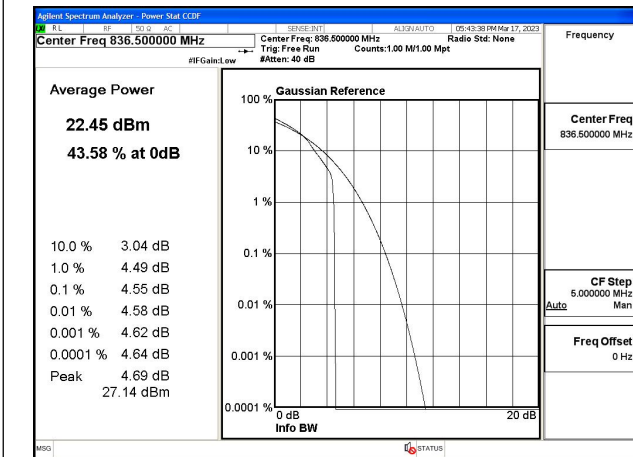 Agilent Spectrum Analyzer - Power Stat CCDF
RL RF 50 Ω AC SENSE:INT ALIGNAUTO 05:43:38 PM Mar 17, 2023
Center Freq 836.500000 MHz
Center Freq: 836.500000 MHz Radio Std: None
Trig: Free Run Counts:1.00 M/1.00 Mpt
#IFGain:Low #Atten: 40 dB
Frequency
Average Power
22.45 dBm
43.58 % at 0dB
10.0 % 3.04 dB
1.0 % 4.49 dB
0.1 % 4.55 dB
0.01 % 4.58 dB
0.001 % 4.62 dB
0.0001 % 4.64 dB
Peak 4.69 dB
27.14 dBm
Gaussian Reference
100 %
10 %
1 %
0.1 %
0.01 %
0.001 %
0.0001 %
0 dB 20 dB
Info BW
Center Freq
836.500000 MHz
CF Step
5.000000 MHz
Auto Man
Freq Offset
0 Hz
MSG STATUS